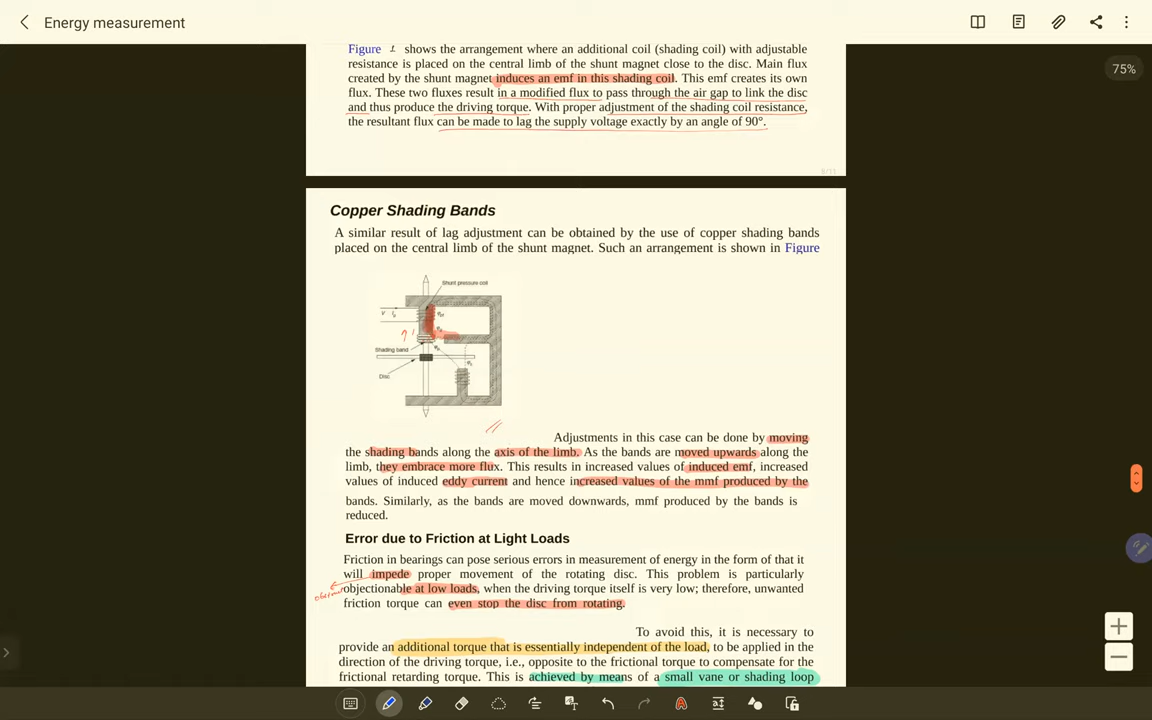 Energy measurement
75%
Figure 1 shows the arrangement where an additional coil (shading coil) with adjustable
resistance is placed on the central limb of the shunt magnet close to the disc. Main flux
created by the shunt magnet induces an emf in this shading coil. This emf creates its own
flux. These two fluxes result in a modified flux to pass through the air gap to link the disc
and thus produce the driving torque. With proper adjustment of the shading coil resistance,
the resultant flux can be made to lag the supply voltage exactly by an angle of 90°.
Copper Shading Bands
A similar result of lag adjustment can be obtained by the use of copper shading bands
placed on the central limb of the shunt magnet. Such an arrangement is shown in Figure
Shunt pressure coil
V
Shading band
Disc
Adjustments in this case can be done by moving
the shading bands along the axis of the limb. As the bands are moved upwards along the
limb, they embrace more flux. This results in increased values of induced emf, increased
values of induced eddy current and hence increased values of the mmf produced by the
bands. Similarly, as the bands are moved downwards, mmf produced by the bands is
reduced.
Error due to Friction at Light Loads
Friction in bearings can pose serious errors in measurement of energy in the form of that it
will impede proper movement of the rotating disc. This problem is particularly
objectionable at low loads, when the driving torque itself is very low; therefore, unwanted
friction torque can even stop the disc from rotating.
To avoid this, it is necessary to
provide an additional torque that is essentially independent of the load, to be applied in the
direction of the driving torque, i.e., opposite to the frictional torque to compensate for the
frictional retarding torque. This is achieved by means of a small vane or shading loop